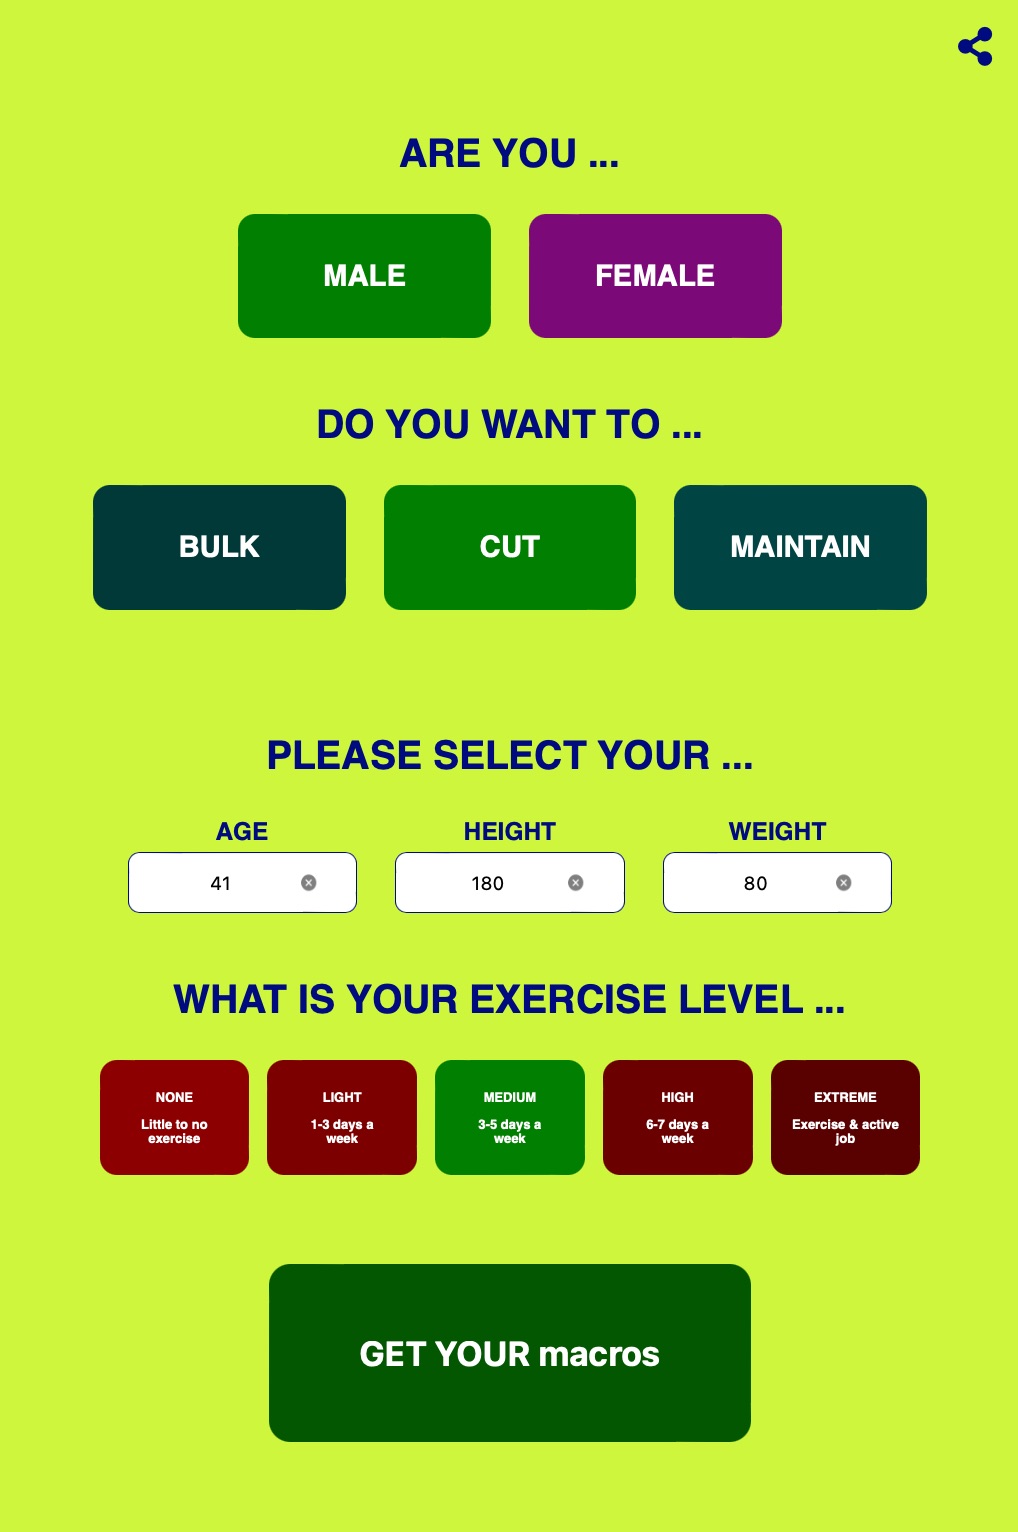 ARE YOU ...
MALE
FEMALE
DO YOU WANT TO ...
BULK
CUT
MAINTAIN
PLEASE SELECT YOUR ...
AGE
HEIGHT
WEIGHT
41
180
80
WHAT IS YOUR EXERCISE LEVEL ...
NONE
Little to no
exercise
LIGHT
1-3 days a
week
MEDIUM
3-5 days a
week
HIGH
6-7 days a
week
EXTREME
Exercise & active
job
GET YOUR macros